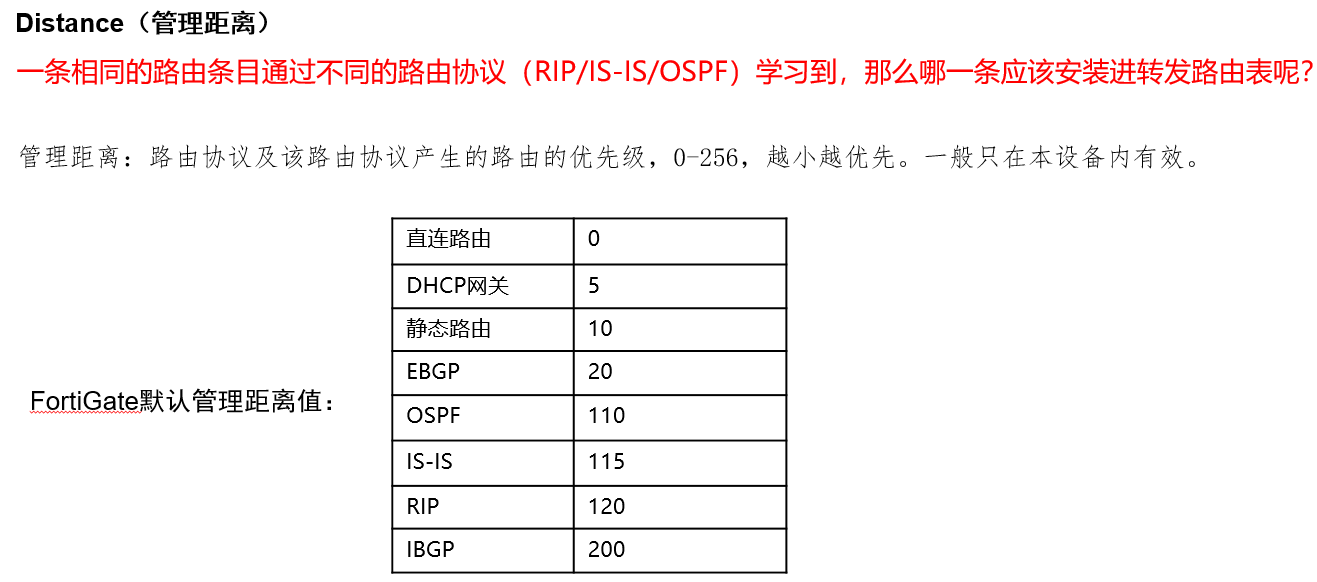 Distance（管理距离）
一条相同的路由条目通过不同的路由协议（RIP/IS-IS/OSPF）学习到，那么哪一条应该安装进转发路由表呢？
管理距离：路由协议及该路由协议产生的路由的优先级，0-256，越小越优先。一般只在本设备内有效。
直连路由 0
DHCP网关 5
静态路由 10
EBGP 20
FortiGate默认管理距离值：
OSPF 110
IS-IS 115
RIP 120
IBGP 200